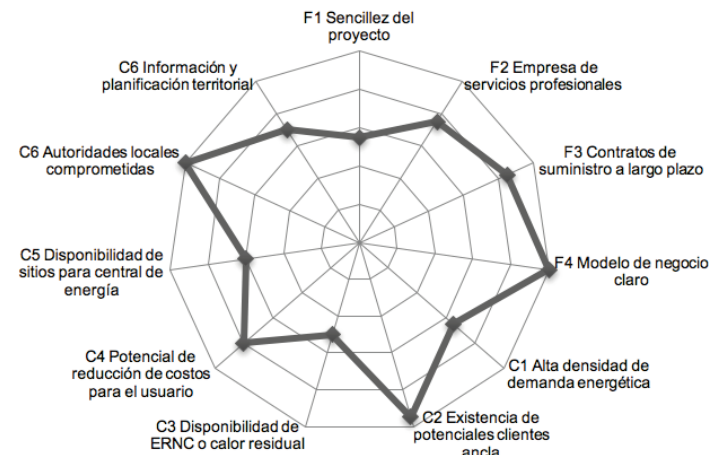 F1 Sencillez del
proyecto
F2 Empresa de
servicios profesionales
F3 Contratos de
suministro a largo plazo
F4 Modelo de negocio
claro
C1 Alta densidad de
demanda energética
C2 Existencia de
potenciales clientes
ancla
C3 Disponibilidad de
ERNC o calor residual
C4 Potencial de
reducción de costos
para el usuario
C5 Disponibilidad de
sitios para central de
energía
C6 Autoridades locales
comprometidas
C6 Información y
planificación territorial